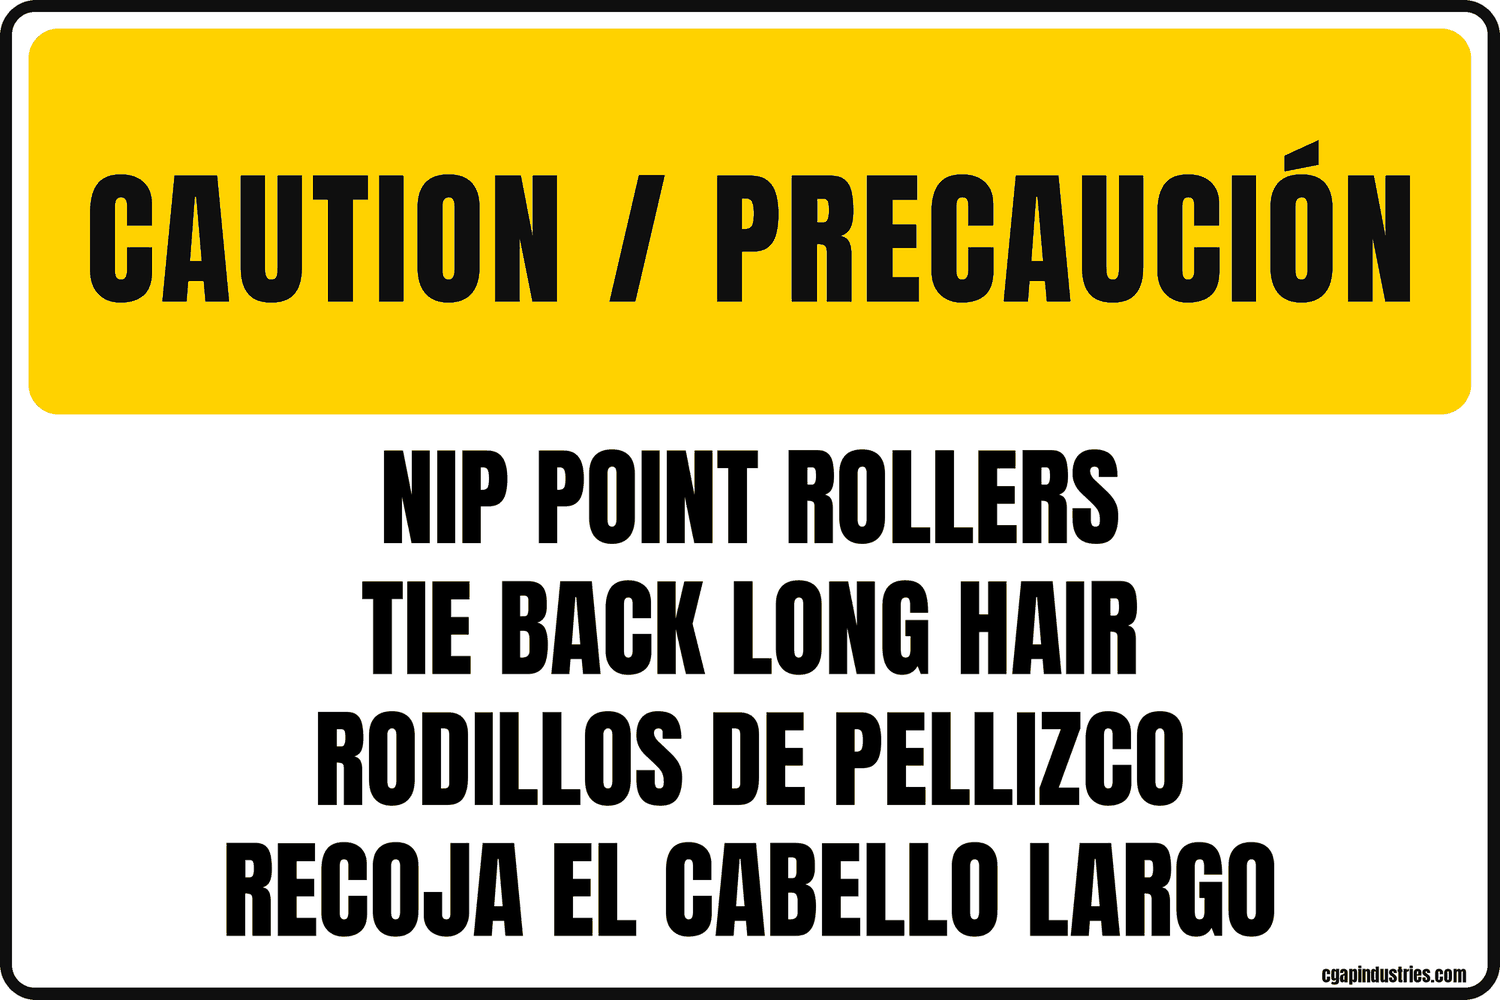 CAUTION / PRECAUCIÓN
NIP POINT ROLLERS
TIE BACK LONG HAIR
RODILLOS DE PELLIZCO
RECOJA EL CABELLO LARGO
cgapindustries.com